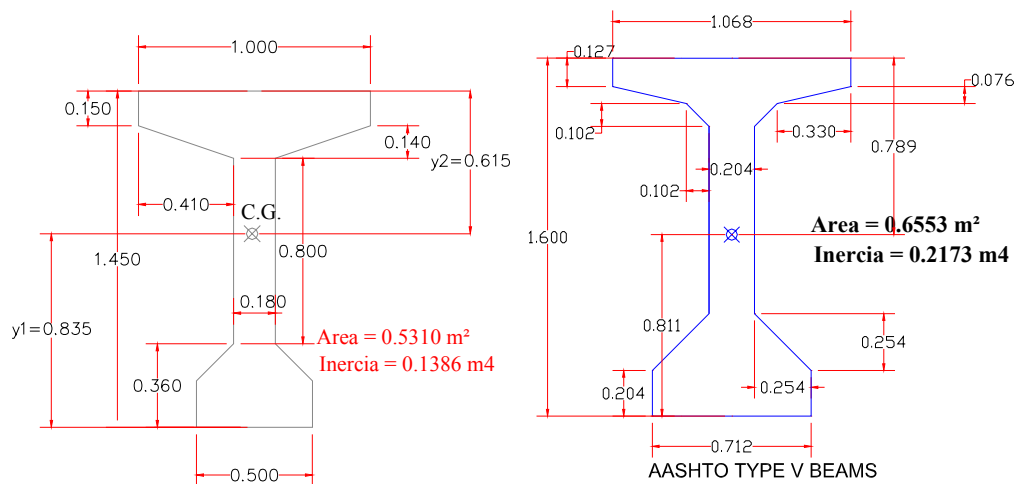 1.000
0.150
0.140
y2=0.615
0.410
C.G.
1.450
0.800
0.180
y1=0.835
Area = 0.5310 m²
Inercia = 0.1386 m4
0.360
0.500
1.068
0.127
0.076
0.102
0.330
0.789
0.204
0.102
1.600
Area = 0.6553 m²
Inercia = 0.2173 m4
0.811
0.254
0.204
0.254
0.712
AASHTO TYPE V BEAMS